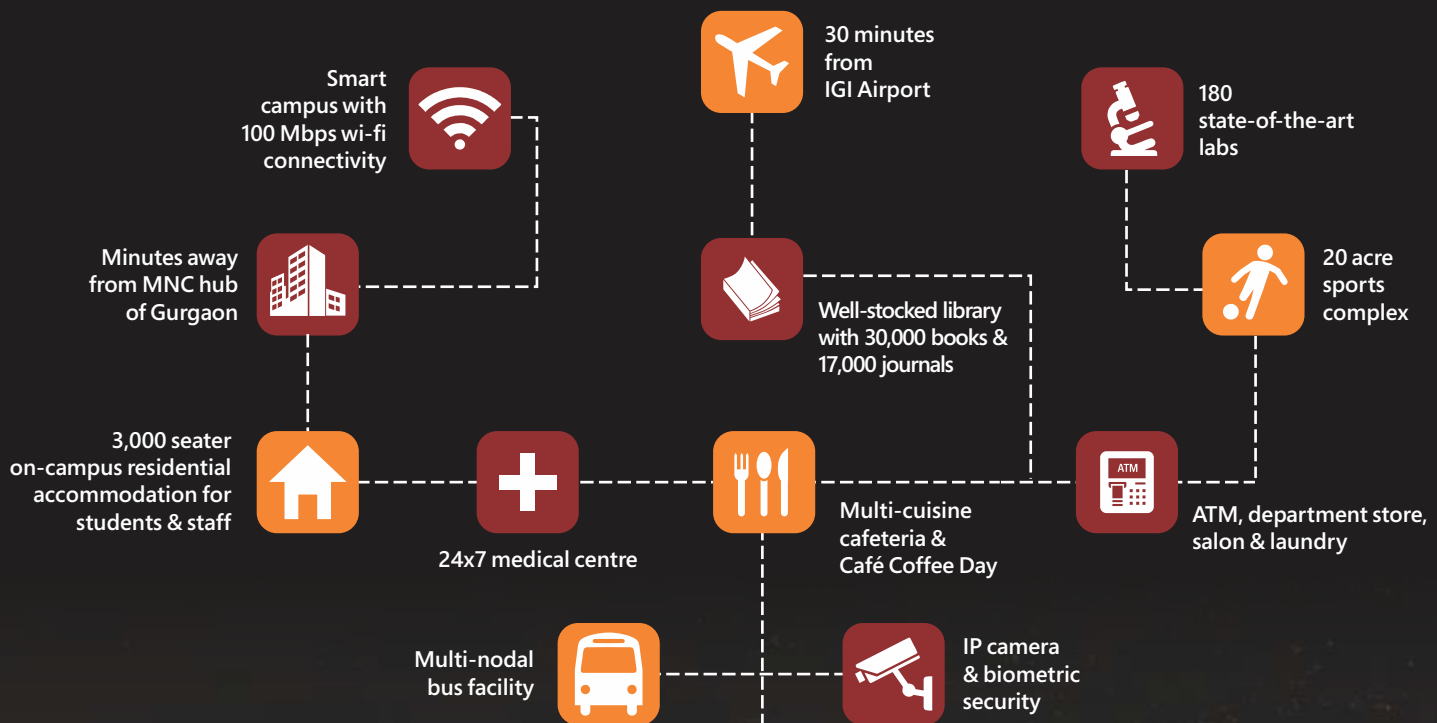 30 minutes
from
IGI Airport
Smart
campus with
100 Mbps wi-fi
connectivity
180
state-of-the-art
labs
Minutes away
from MNC hub
of Gurgaon
Well-stocked library
with 30,000 books &
17,000 journals
20 acre
sports
complex
3,000 seater
on-campus residential
accommodation for
students & staff
24x7 medical centre
Multi-cuisine
cafeteria &
Café Coffee Day
ATM
ATM, department store,
salon & laundry
Multi-nodal
bus facility
IP camera
& biometric
security